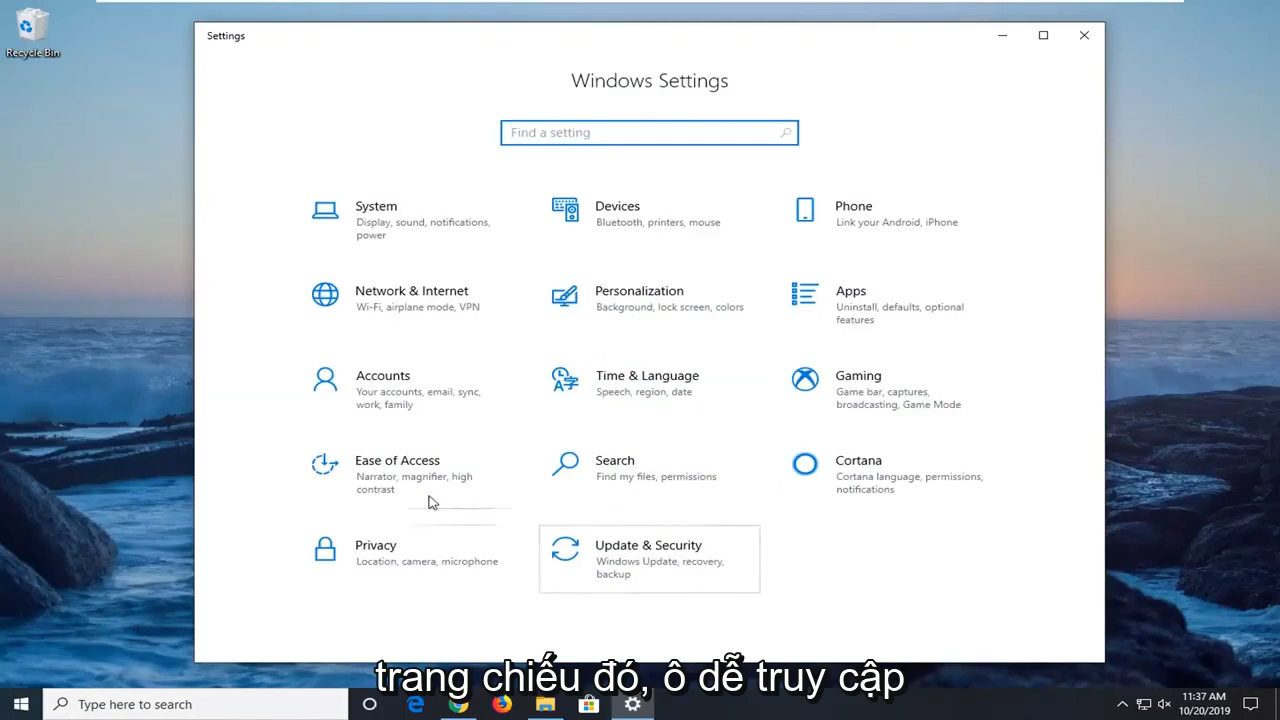 Recycle Bin
Settings
Windows Settings
Find a setting
System
Display, sound, notifications,
power
Devices
Bluetooth, printers, mouse
Phone
Link your Android, iPhone
Network & Internet
Wi-Fi, airplane mode, VPN
Personalization
Background, lock screen, colors
Apps
Uninstall, defaults, optional
features
Accounts
Your accounts, email, sync,
work, family
Time & Language
Speech, region, date
Gaming
Game bar, captures,
broadcasting, Game Mode
Ease of Access
Narrator, magnifier, high
contrast
Search
Find my files, permissions
Cortana
Cortana language, permissions,
notifications
Privacy
Location, camera, microphone
Update & Security
Windows Update, recovery,
backup
trang chiếu đó, ô dễ truy cập
Type here to search
11:37 AM
10/20/2019